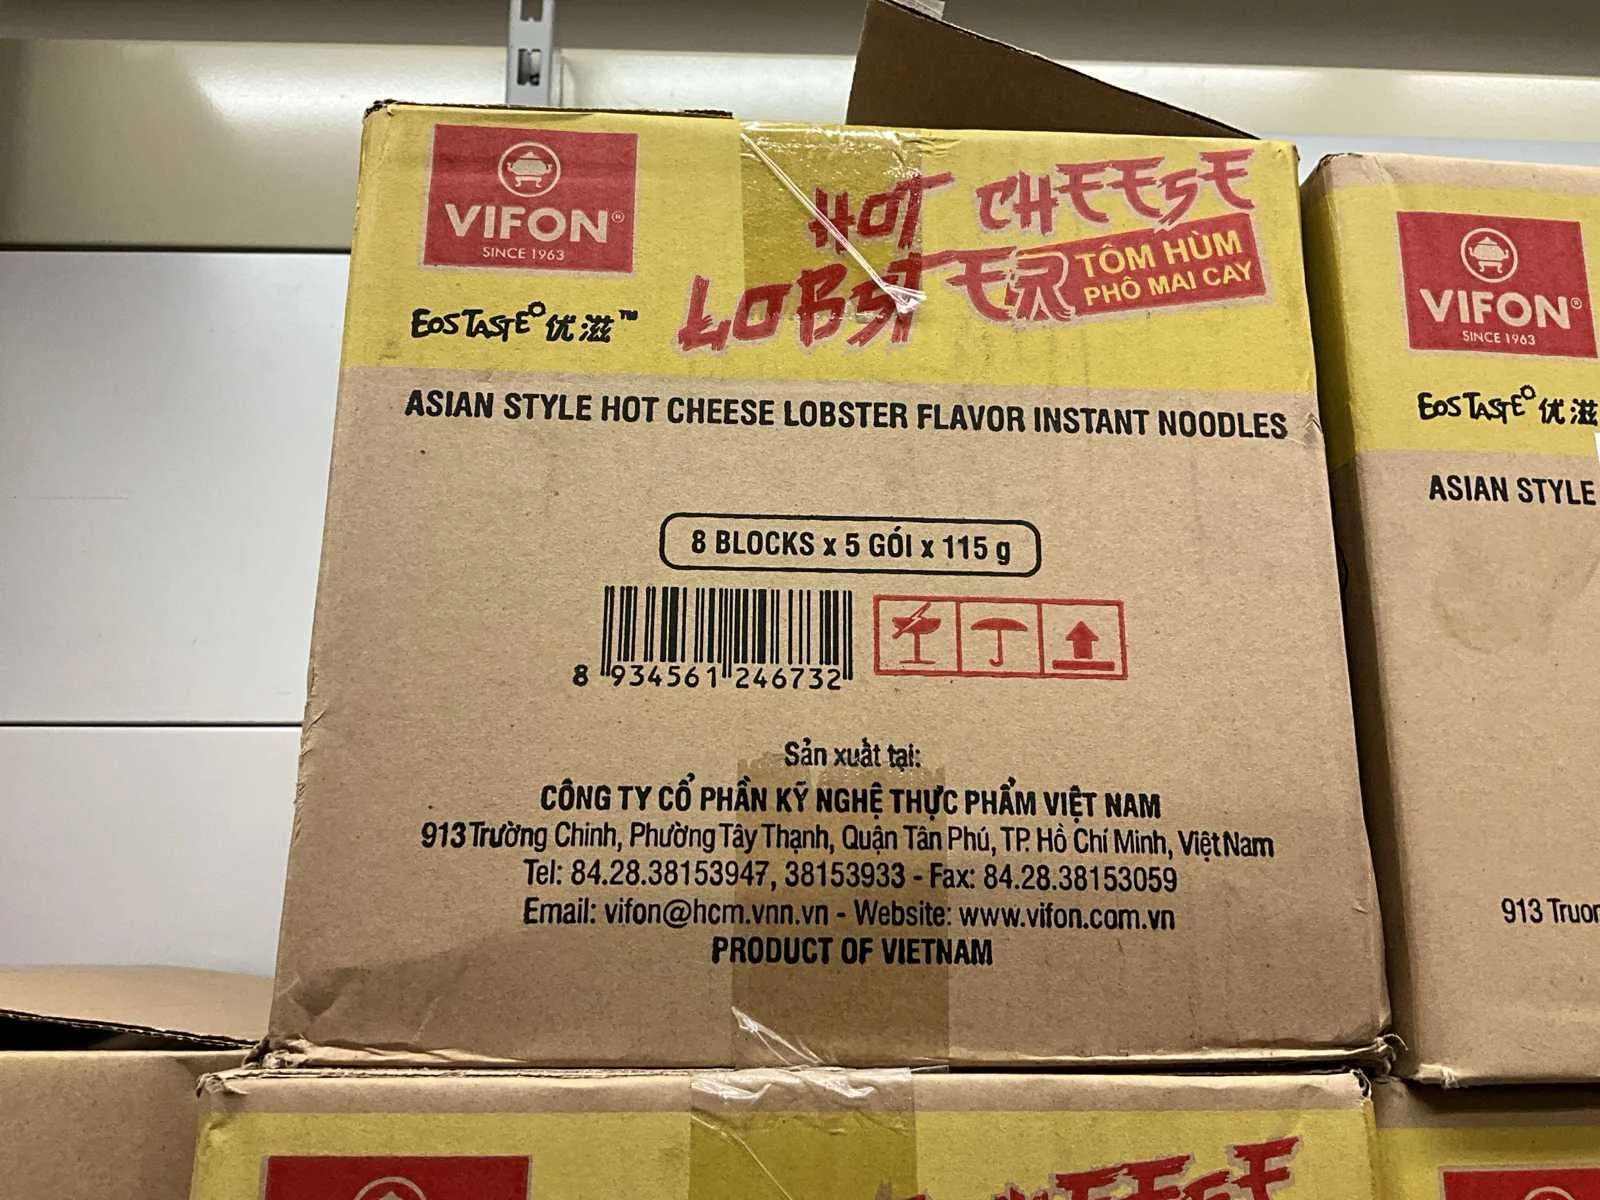 VIFON®
SINCE 1963
EOSTASTE 优滋™
HOT CHEESE
LOBSTER
TÔM HÙM
PHÔ MAI CAY
ASIAN STYLE HOT CHEESE LOBSTER FLAVOR INSTANT NOODLES
8 BLOCKS x 5 GÓI x 115 g
8 934561 246732
Sản xuất tại:
CÔNG TY CỔ PHẦN KỸ NGHỆ THỰC PHẨM VIỆT NAM
913 Trường Chinh, Phường Tây Thạnh, Quận Tân Phú, TP. Hồ Chí Minh, Việt Nam
Tel: 84.28.38153947, 38153933 - Fax: 84.28.38153059
Email: vifon@hcm.vnn.vn - Website: www.vifon.com.vn
PRODUCT OF VIETNAM
VIFON®
SINCE 1963
EOSTASTE 优滋
ASIAN STYLE
913 Truon